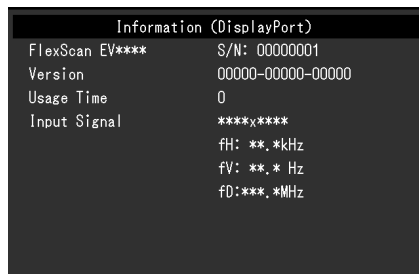 Information (DisplayPort)
FlexScan EV**** S/N: 00000001
Version 00000-00000-00000
Usage Time 0
Input Signal ****x****
fH: **.*kHz
fV: **.* Hz
fD:***.*MHz